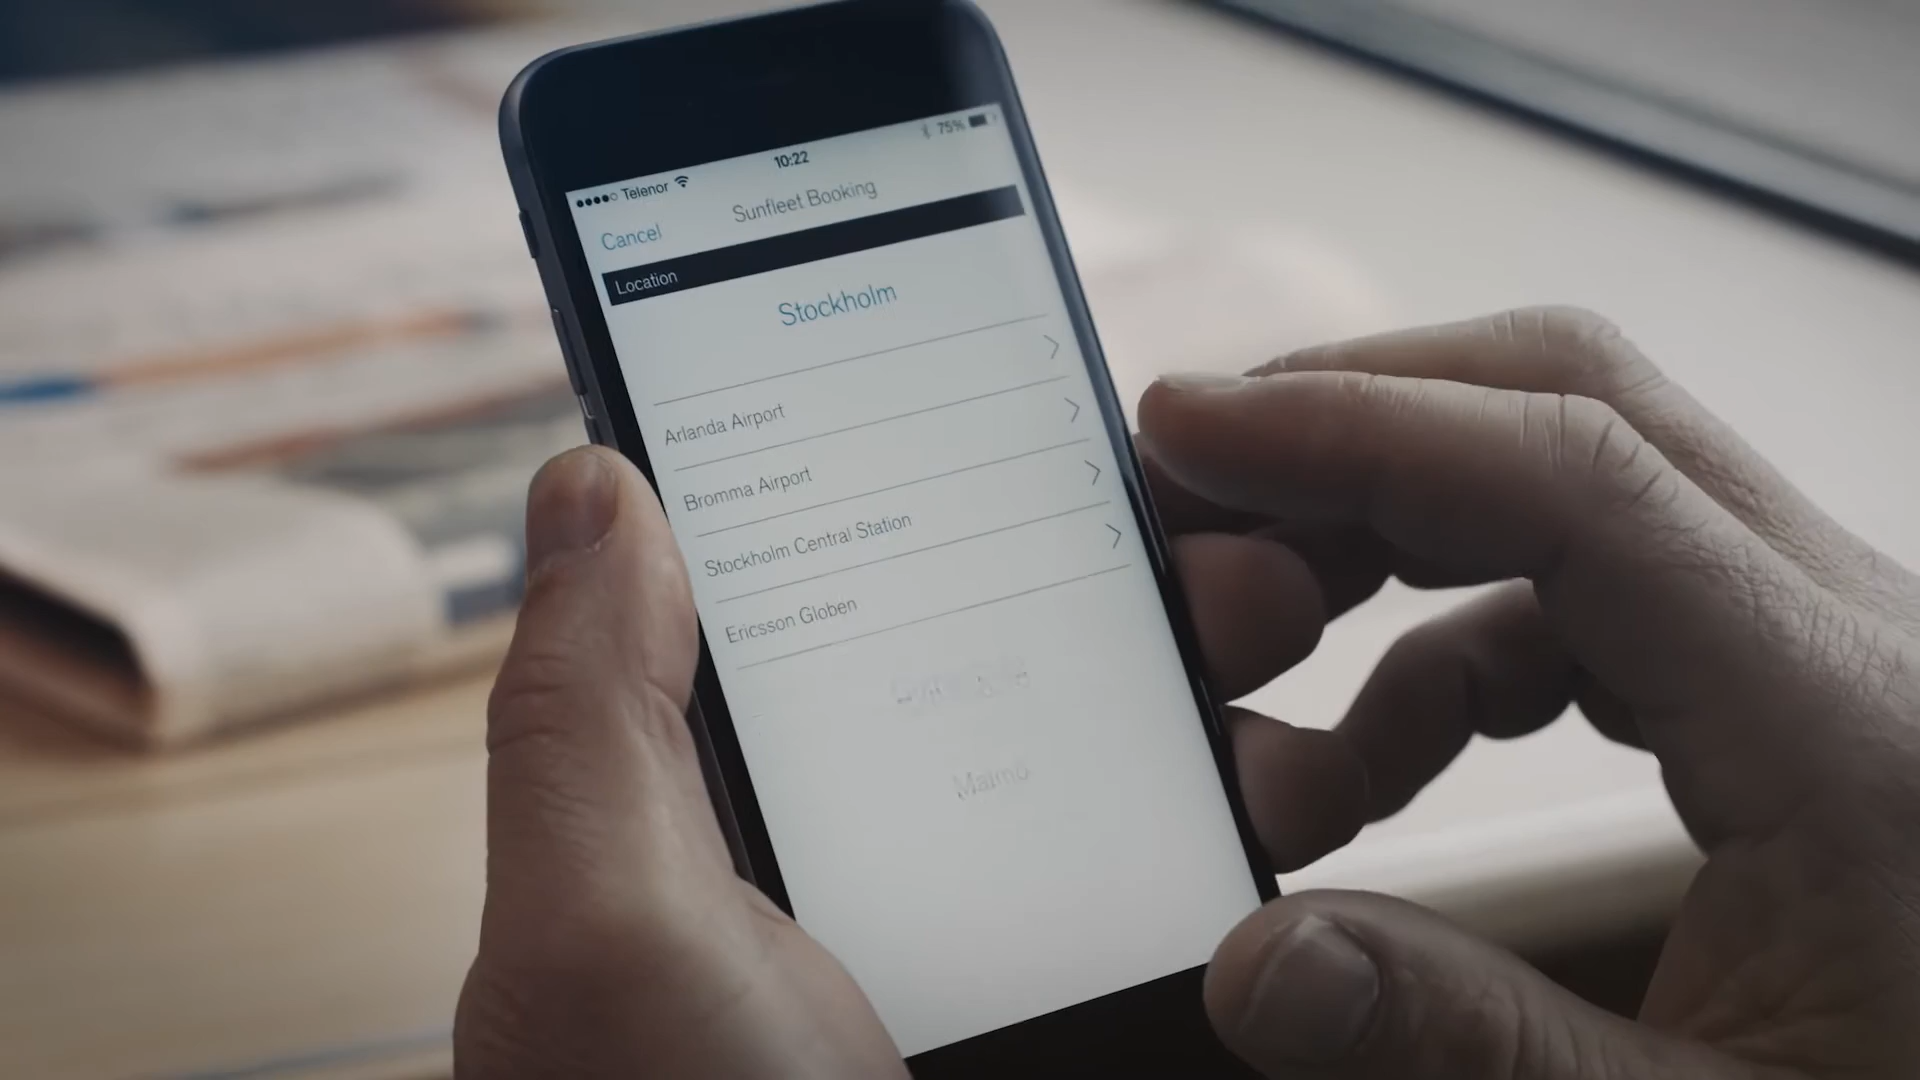 Telenor
10:22
75%
Cancel
Sunfleet Booking
Location
Stockholm
Arlanda Airport
Bromma Airport
Stockholm Central Station
Ericsson Globen
Malmö